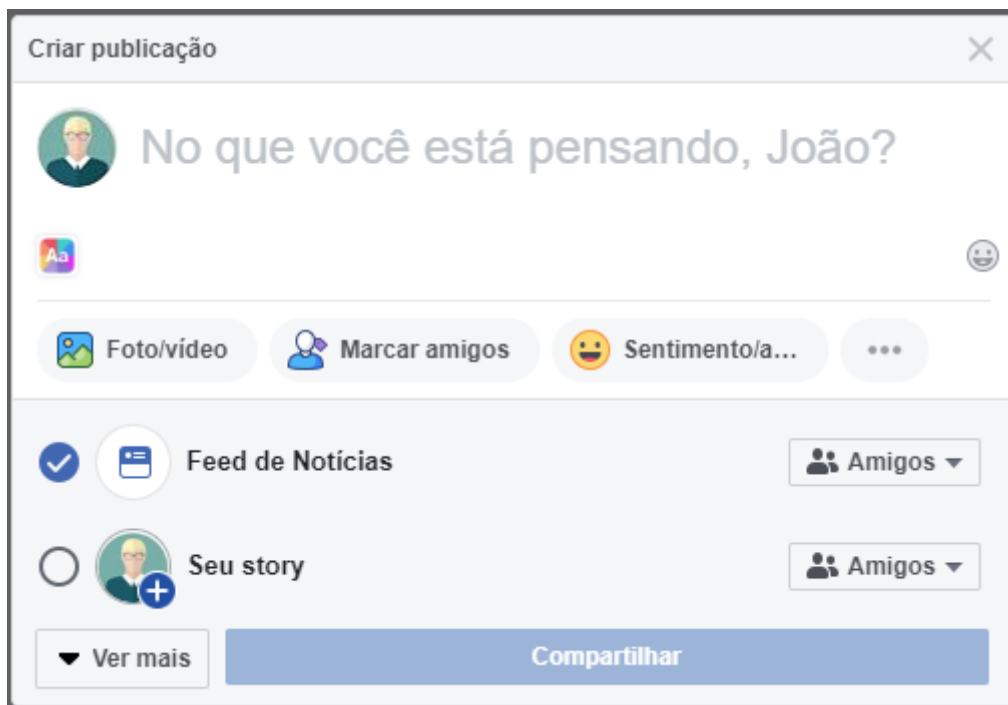 Criar publicação
No que você está pensando, João?
Aa
Foto/vídeo
Marcar amigos
Sentimento/a...
Feed de Notícias
Amigos
Seu story
Amigos
Ver mais
Compartilhar